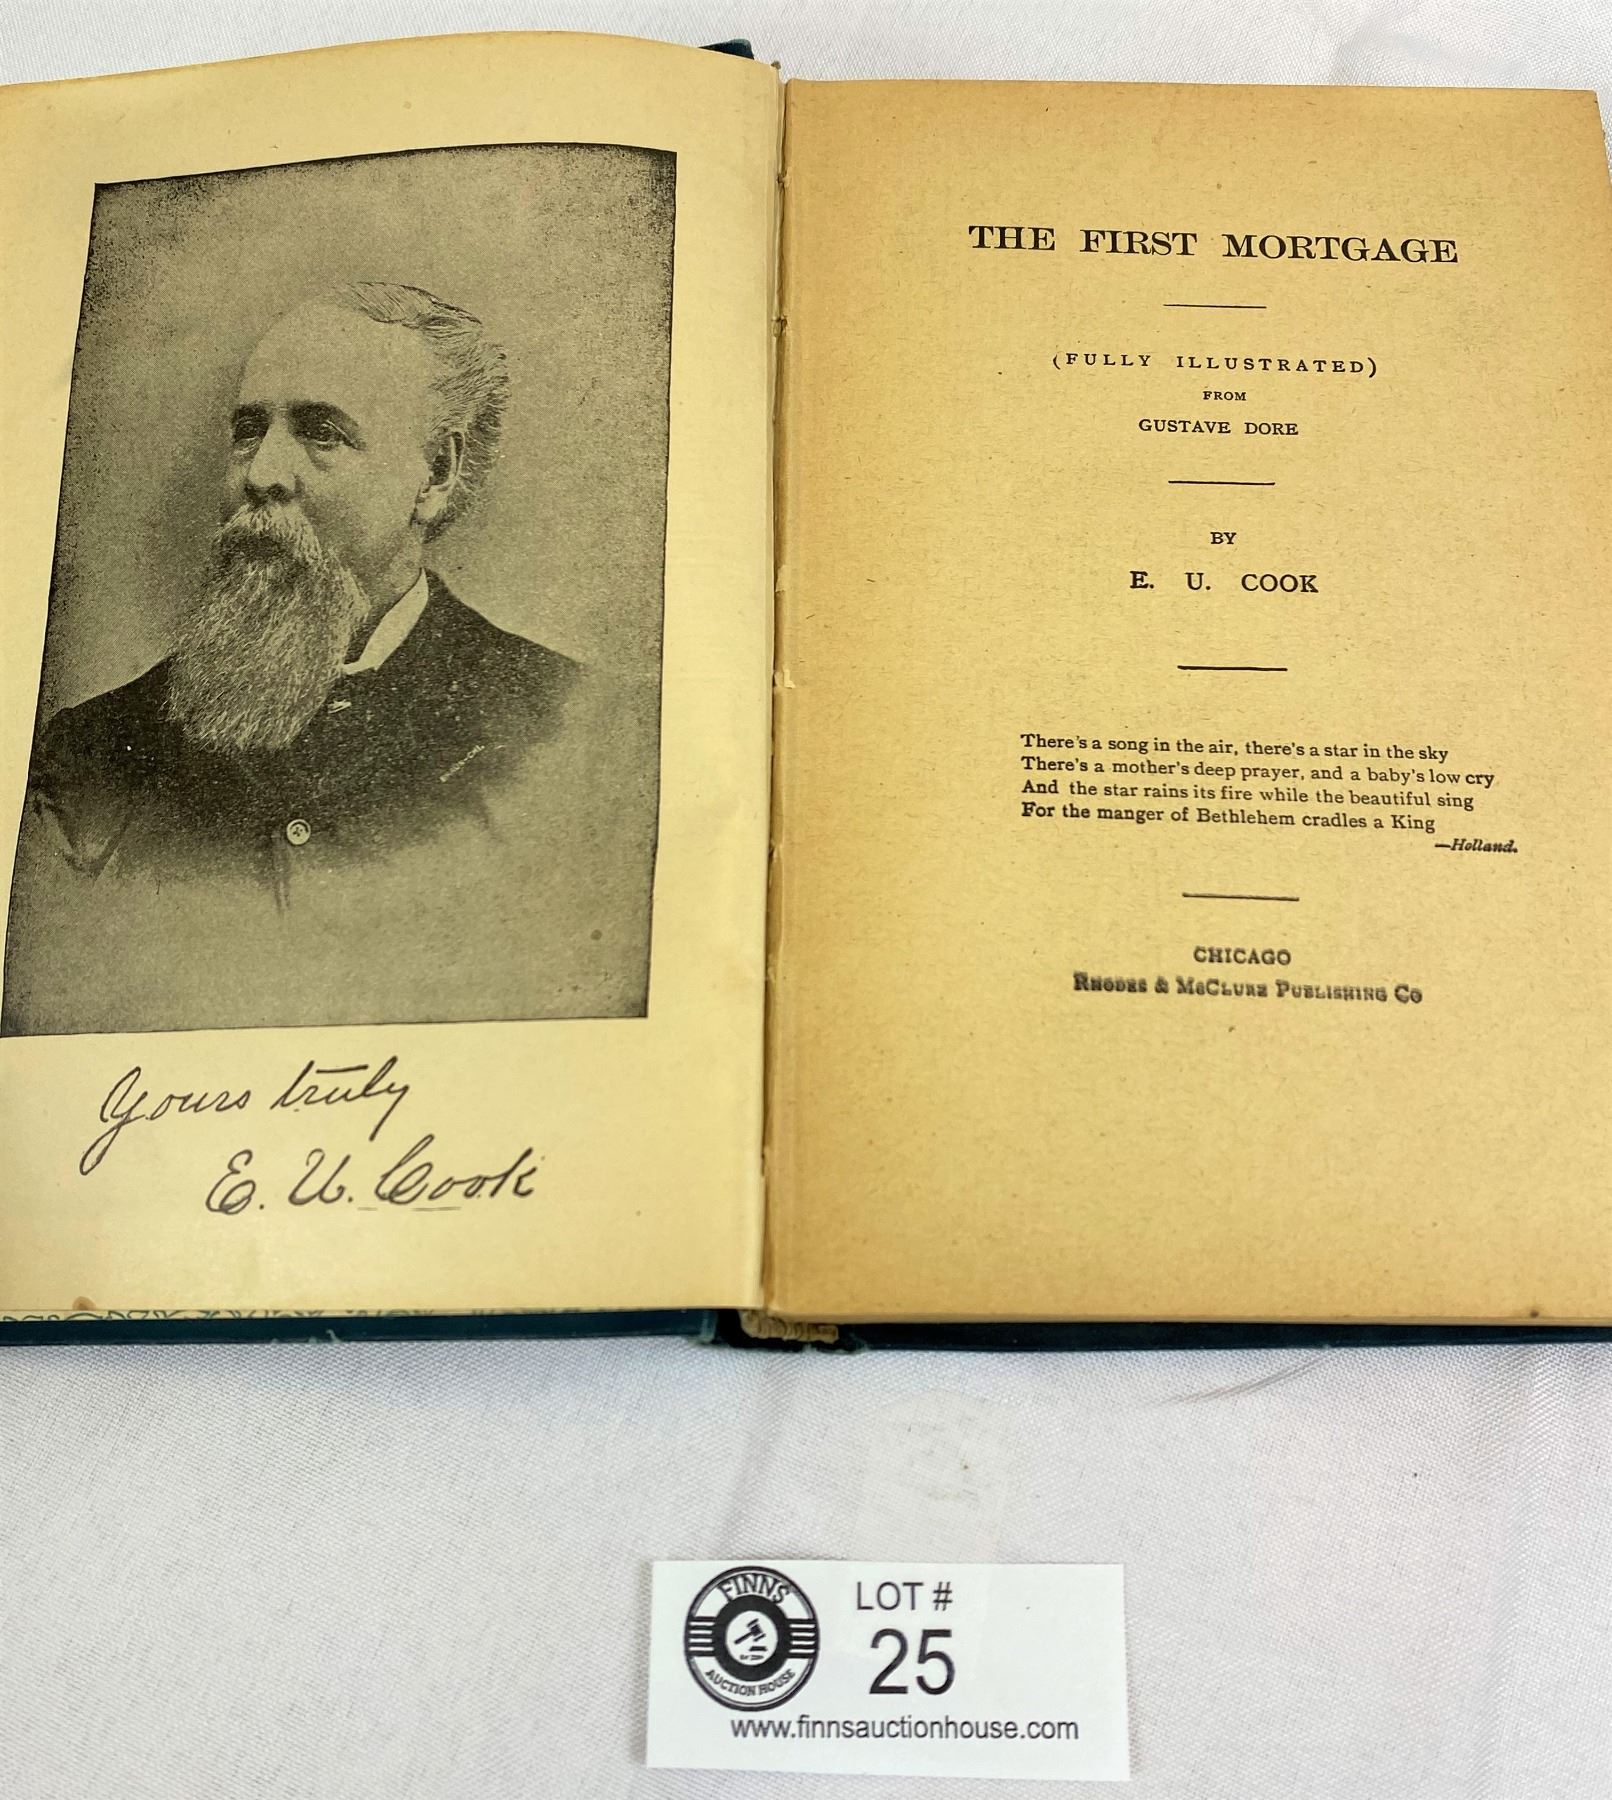 Yours truly
E. U. Cook
THE FIRST MORTGAGE
(FULLY ILLUSTRATED)
FROM
GUSTAVE DORE
BY
E. U. COOK
There's a song in the air, there's a star in the sky
There's a mother's deep prayer, and a baby's low cry
And the star rains its fire while the beautiful sing
For the manger of Bethlehem cradles a King
—Holland.
CHICAGO
RHODES & MCCLURE PUBLISHING CO
FINNS
AUCTION HOUSE
LOT #
25
www.finnsauctionhouse.com